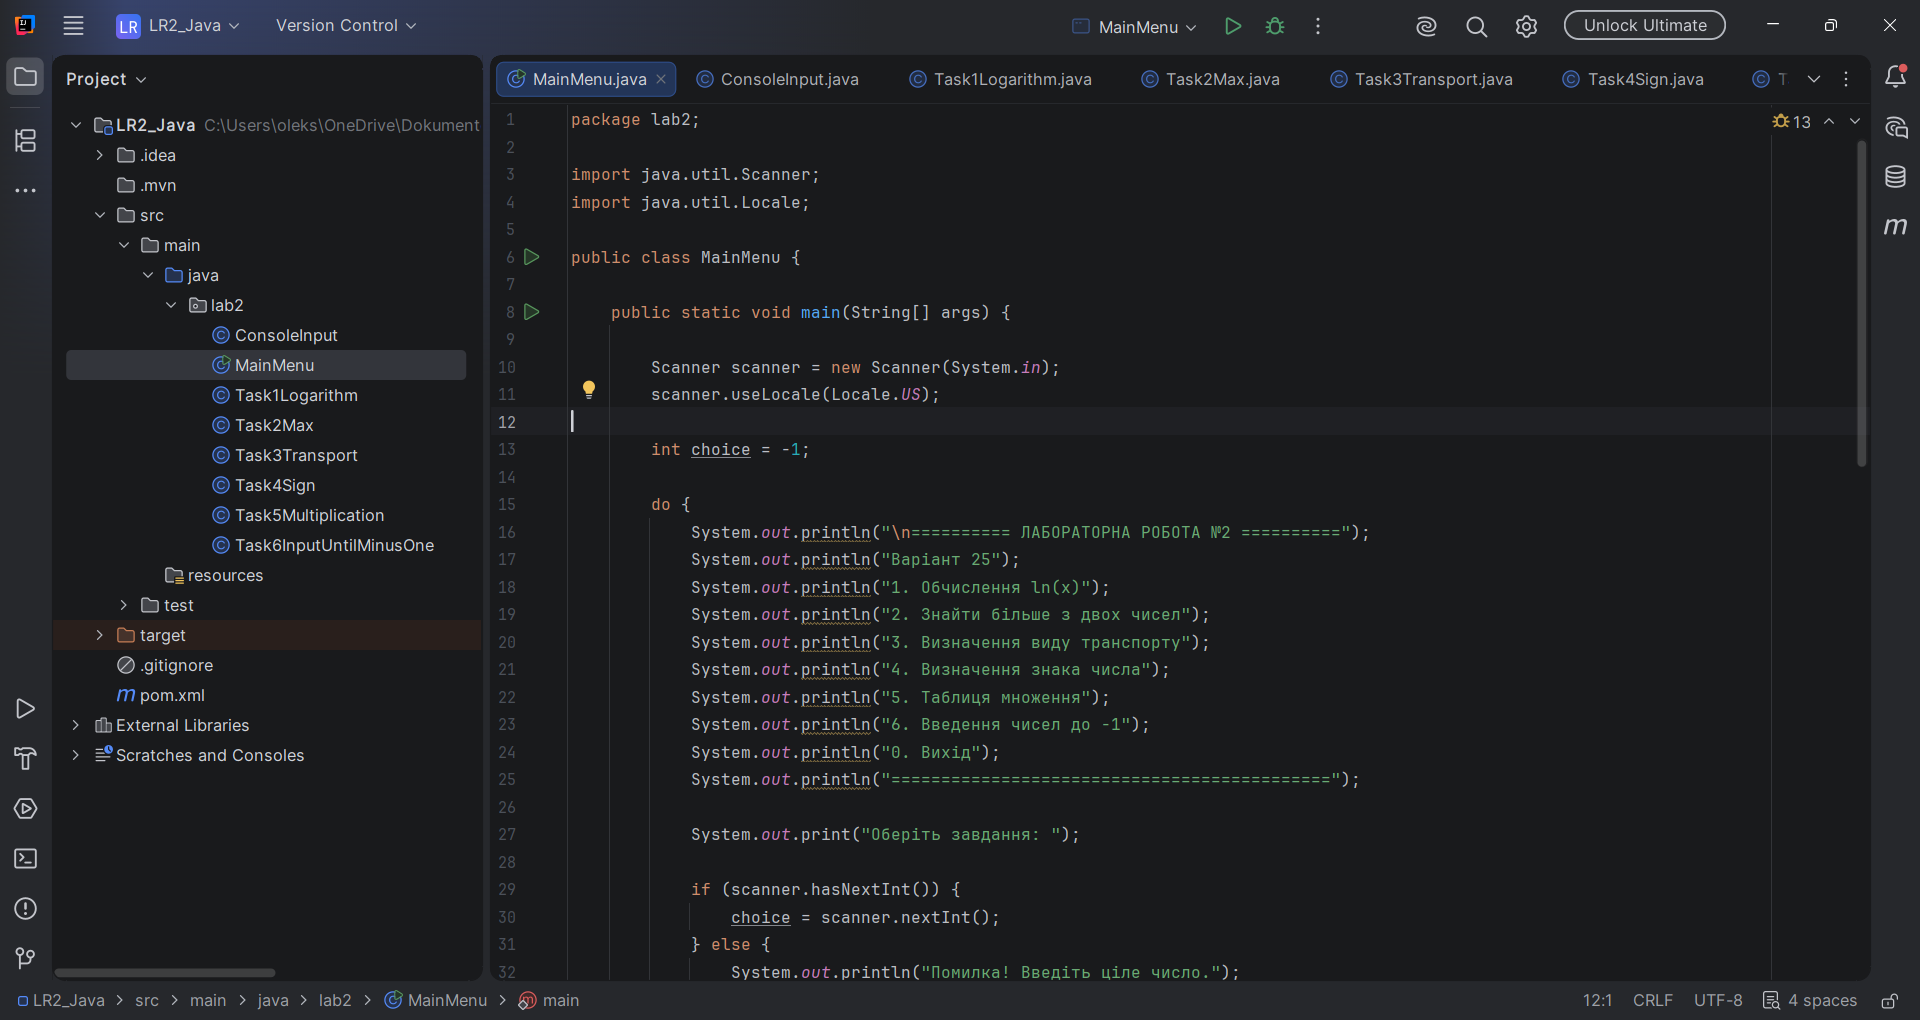 LR LR2_Java Version Control MainMenu Unlock Ultimate
Project
MainMenu.java ConsoleInput.java Task1Logarithm.java Task2Max.java Task3Transport.java Task4Sign.java T
LR2_Java C:\Users\oleks\OneDrive\Dokument
.idea
.mvn
src
main
java
lab2
ConsoleInput
MainMenu
Task1Logarithm
Task2Max
Task3Transport
Task4Sign
Task5Multiplication
Task6InputUntilMinusOne
resources
test
target
.gitignore
pom.xml
External Libraries
Scratches and Consoles
13
1 package lab2;
2
3 import java.util.Scanner;
4 import java.util.Locale;
5
6 public class MainMenu {
7
8 public static void main(String[] args) {
9
10 Scanner scanner = new Scanner(System.in);
11 scanner.useLocale(Locale.US);
12
13 int choice = -1;
14
15 do {
16 System.out.println("\n========== ЛАБОРАТОРНА РОБОТА №2 ==========");
17 System.out.println("Варіант 25");
18 System.out.println("1. Обчислення ln(x)");
19 System.out.println("2. Знайти більше з двох чисел");
20 System.out.println("3. Визначення виду транспорту");
21 System.out.println("4. Визначення знака числа");
22 System.out.println("5. Таблиця множення");
23 System.out.println("6. Введення чисел до -1");
24 System.out.println("0. Вихід");
25 System.out.println("============================================");
26
27 System.out.print("Оберіть завдання: ");
28
29 if (scanner.hasNextInt()) {
30 choice = scanner.nextInt();
31 } else {
32 System.out.println("Помилка! Введіть ціле число.");
m
LR2_Java > src > main > java > lab2 > MainMenu > main 12:1 CRLF UTF-8 4 spaces